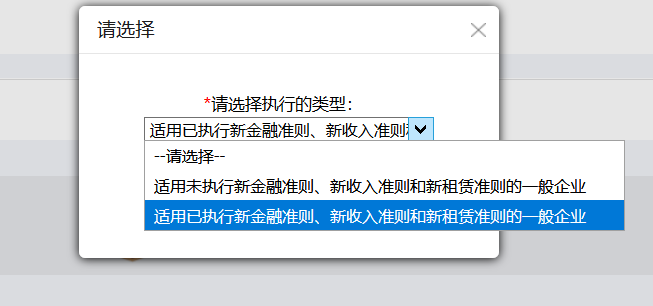 请选择
*请选择执行的类型：
适用已执行新金融准则、新收入准则
--请选择--
适用未执行新金融准则、新收入准则和新租赁准则的一般企业
适用已执行新金融准则、新收入准则和新租赁准则的一般企业